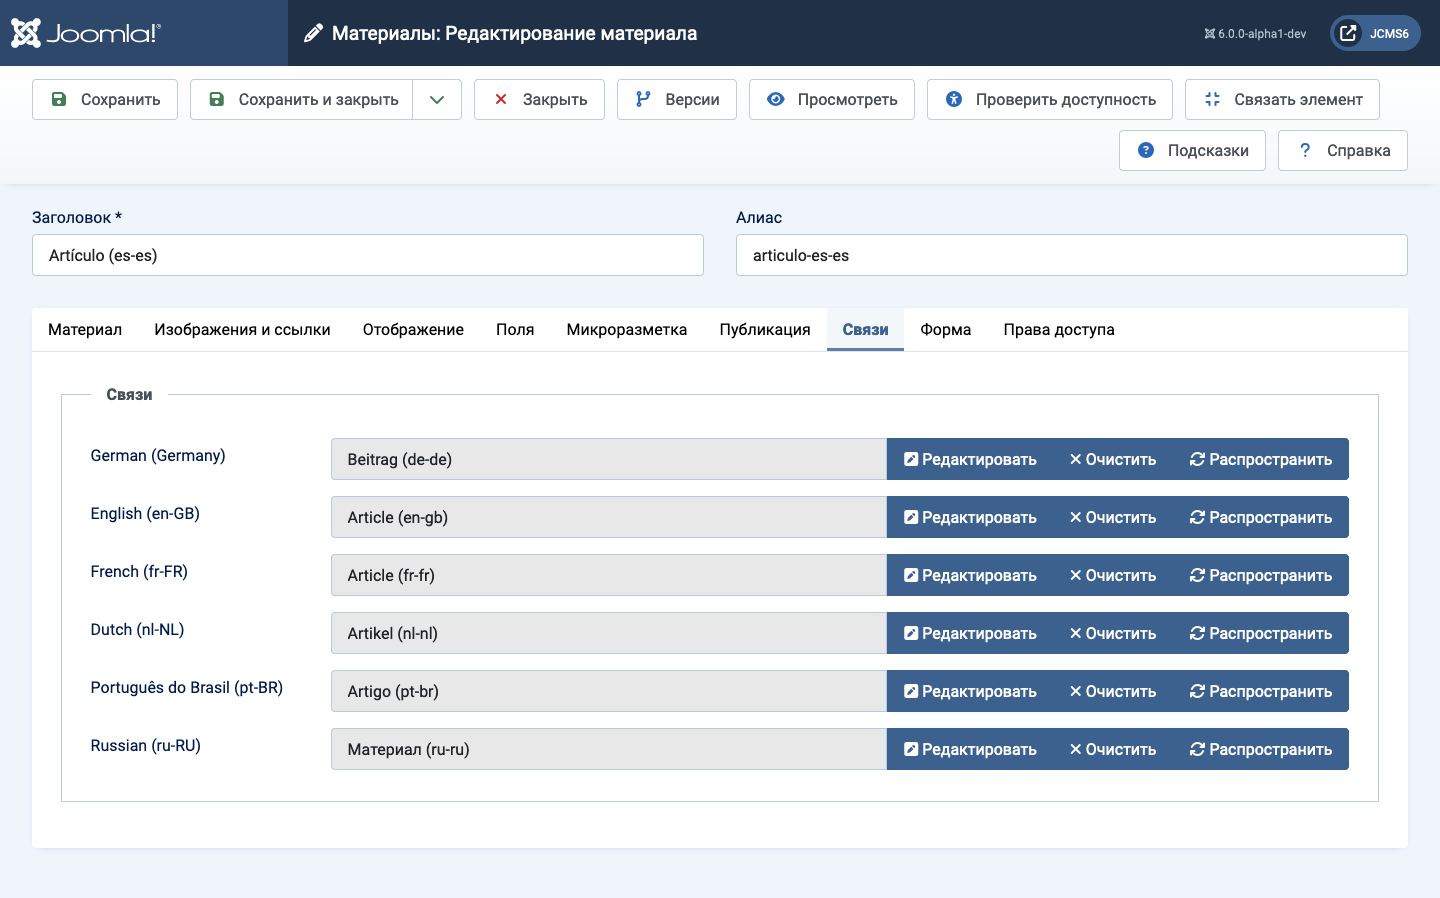 Joomla!®
Материалы: Редактирование материала
6.0.0-alpha1-dev
JCMS6
Сохранить
Сохранить и закрыть
Закрыть
Версии
Просмотреть
Проверить доступность
Связать элемент
Подсказки
Справка
Заголовок *
Алиас
Artículo (es-es)
articulo-es-es
Материал Изображения и ссылки Отображение Поля Микроразметка Публикация Связи Форма Права доступа
Связи
German (Germany) Beitrag (de-de) Редактировать Очистить Распространить
English (en-GB) Article (en-gb) Редактировать Очистить Распространить
French (fr-FR) Article (fr-fr) Редактировать Очистить Распространить
Dutch (nl-NL) Artikel (nl-nl) Редактировать Очистить Распространить
Português do Brasil (pt-BR) Artigo (pt-br) Редактировать Очистить Распространить
Russian (ru-RU) Материал (ru-ru) Редактировать Очистить Распространить